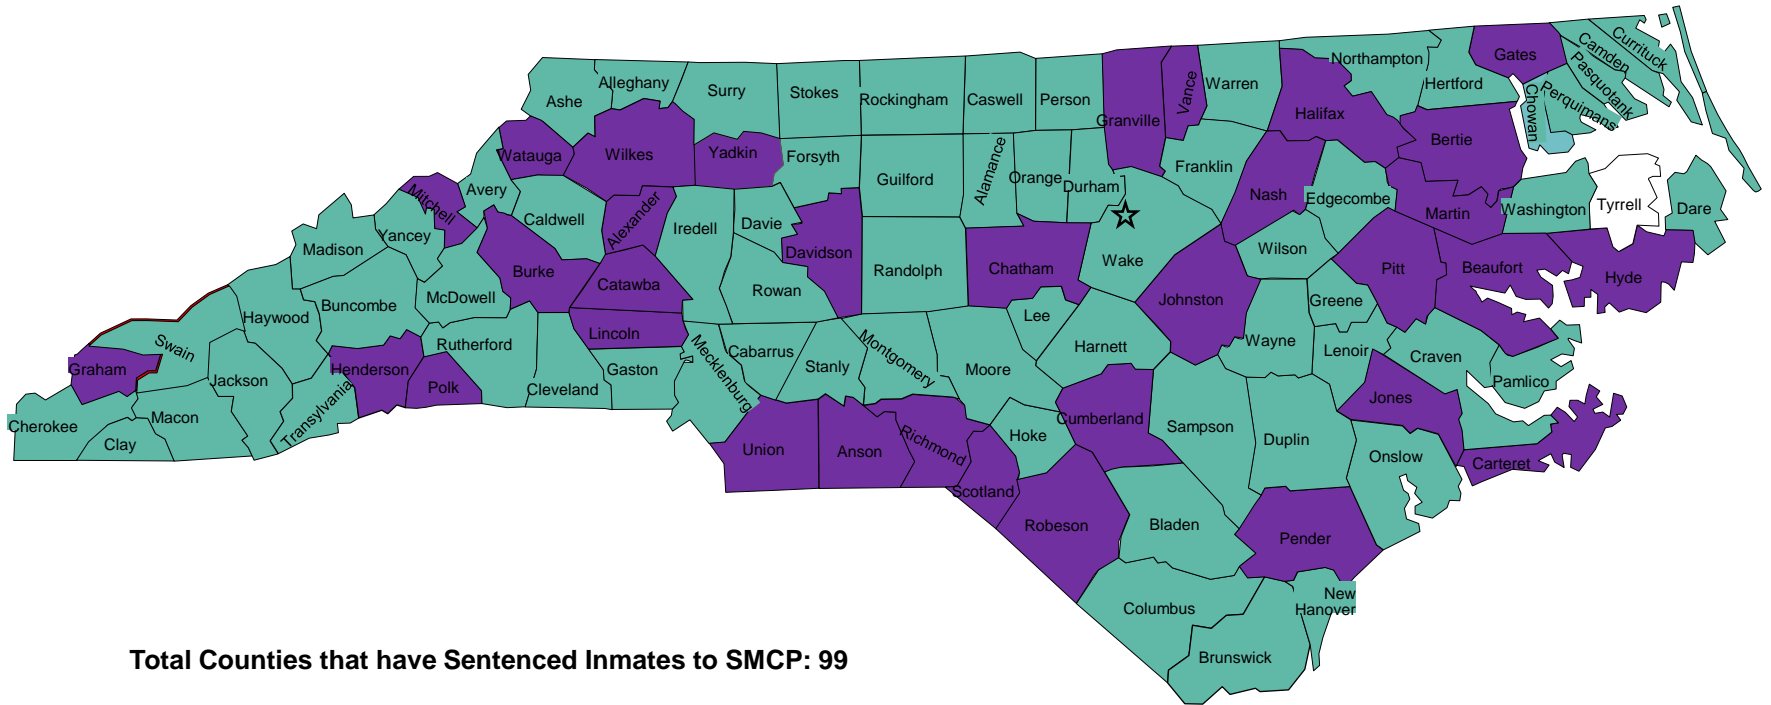 Ashe
Alleghany
Surry
Stokes
Rockingham
Caswell
Person
Granville
Vance
Warren
Northampton
Halifax
Hertford
Gates
Camden
Currituck
Pasquotank
Perquimans
Chowan
Bertie
Watauga
Wilkes
Yadkin
Forsyth
Guilford
Alamance
Orange
Durham
Franklin
Nash
Edgecombe
Martin
Washington
Tyrrell
Dare
Mitchell
Avery
Caldwell
Alexander
Iredell
Davie
Davidson
Randolph
Chatham
Wake
Wilson
Pitt
Beaufort
Hyde
Madison
Yancey
Burke
Catawba
Rowan
Johnston
Greene
Haywood
Buncombe
McDowell
Lincoln
Lee
Harnett
Wayne
Lenoir
Craven
Pamlico
Swain
Graham
Jackson
Henderson
Polk
Rutherford
Cleveland
Gaston
Mecklenburg
Cabarrus
Stanly
Montgomery
Moore
Cumberland
Sampson
Duplin
Jones
Onslow
Carteret
Cherokee
Clay
Macon
Transylvania
Union
Anson
Richmond
Scotland
Hoke
Robeson
Bladen
Pender
Columbus
New
Hanover
Brunswick
Total Counties that have Sentenced Inmates to SMCP: 99